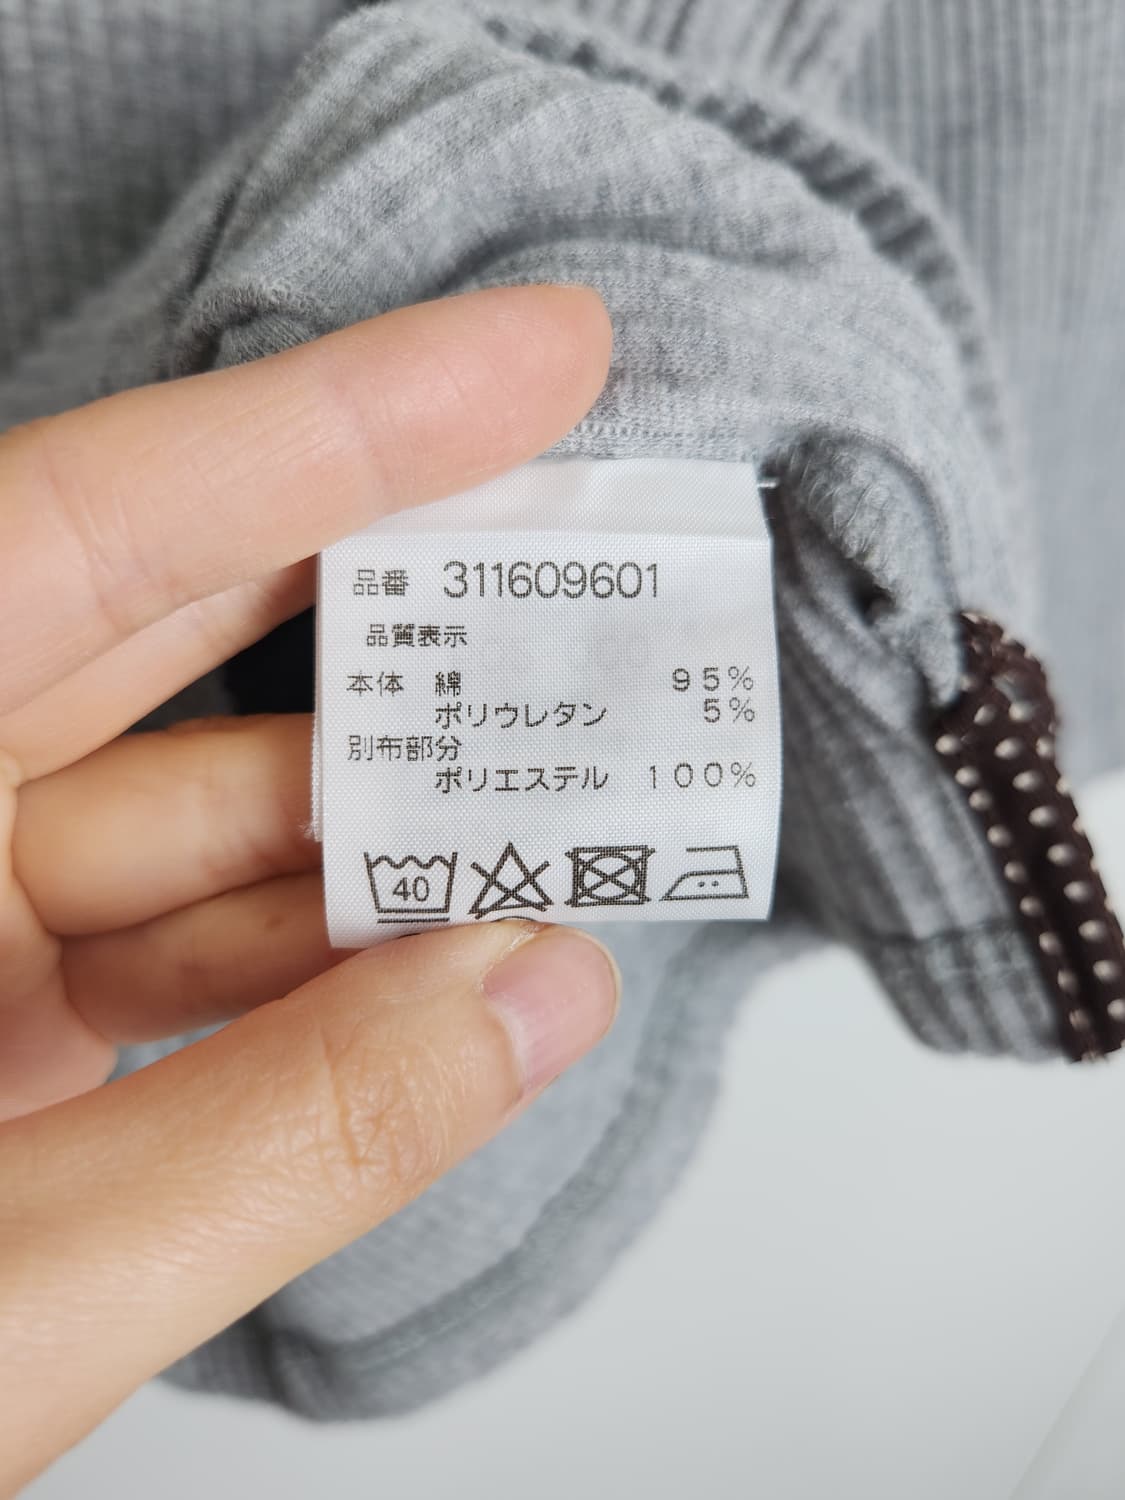 品番 311609601
品質表示
本体 綿 95%
ポリウレタン 5%
別布部分
ポリエステル 100%
40